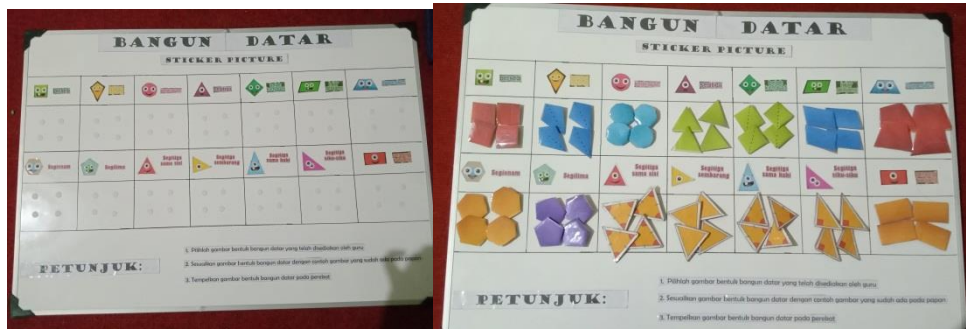 BANGUN DATAR
STICKER PICTURE
Segienam
Segilima
Segitiga sama sisi
Segitiga sembarang
Segitiga sama kaki
Segitiga siku-siku
PETUNJUK:
1. Pilihlah gambar bentuk bangun datar yang telah disediakan oleh guru
2. Sesuaikan gambar bentuk bangun datar dengan contoh gambar yang sudah ada pada papan
3. Tempelkan gambar bentuk bangun datar pada perekat
BANGUN DATAR
STICKER PICTURE
Segienam
Segilima
Segitiga sama sisi
Segitiga sembarang
Segitiga sama kaki
Segitiga siku-siku
PETUNJUK:
1. Pilihlah gambar bentuk bangun datar yang telah disediakan oleh guru
2. Sesuaikan gambar bentuk bangun datar dengan contoh gambar yang sudah ada pada papan
3. Tempelkan gambar bentuk bangun datar pada perekat